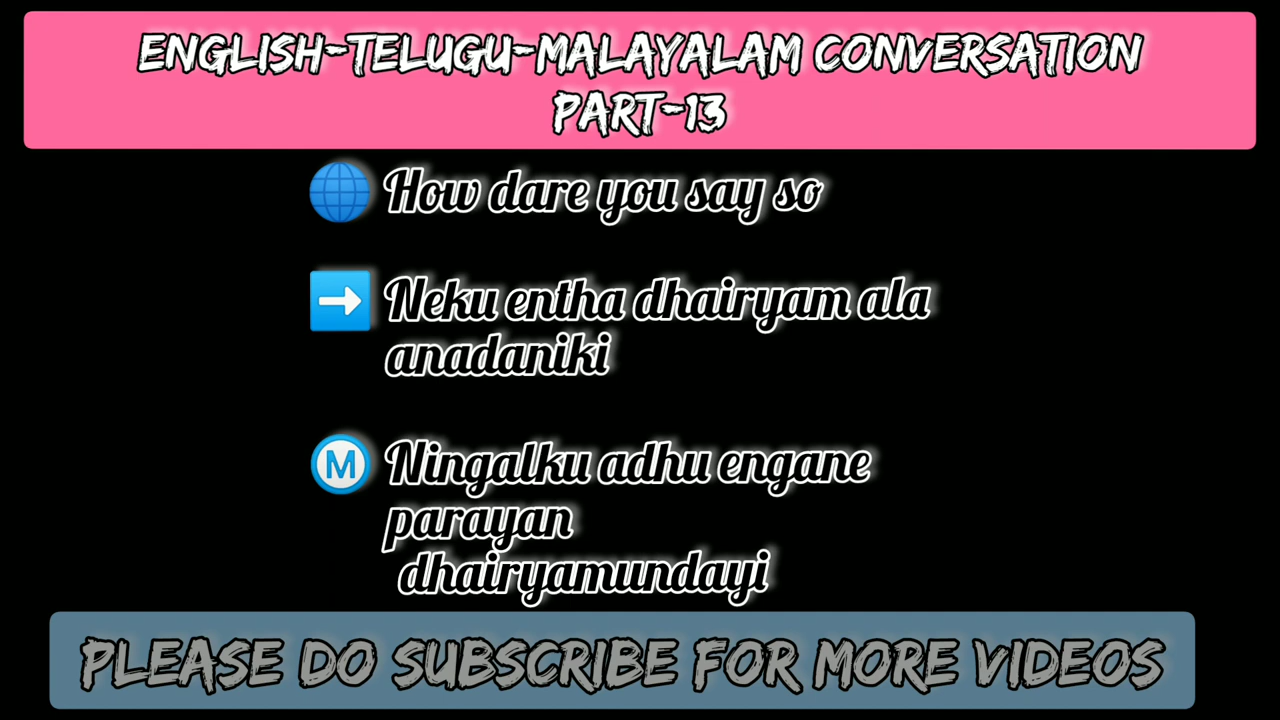 ENGLISH-TELUGU-MALAYALAM CONVERSATION
PART-13
How dare you say so
Neku entha dhairyam ala
anadaniki
M Ningalku adhu engane
parayan
dhairyamundayi
PLEASE DO SUBSCRIBE FOR MORE VIDEOS